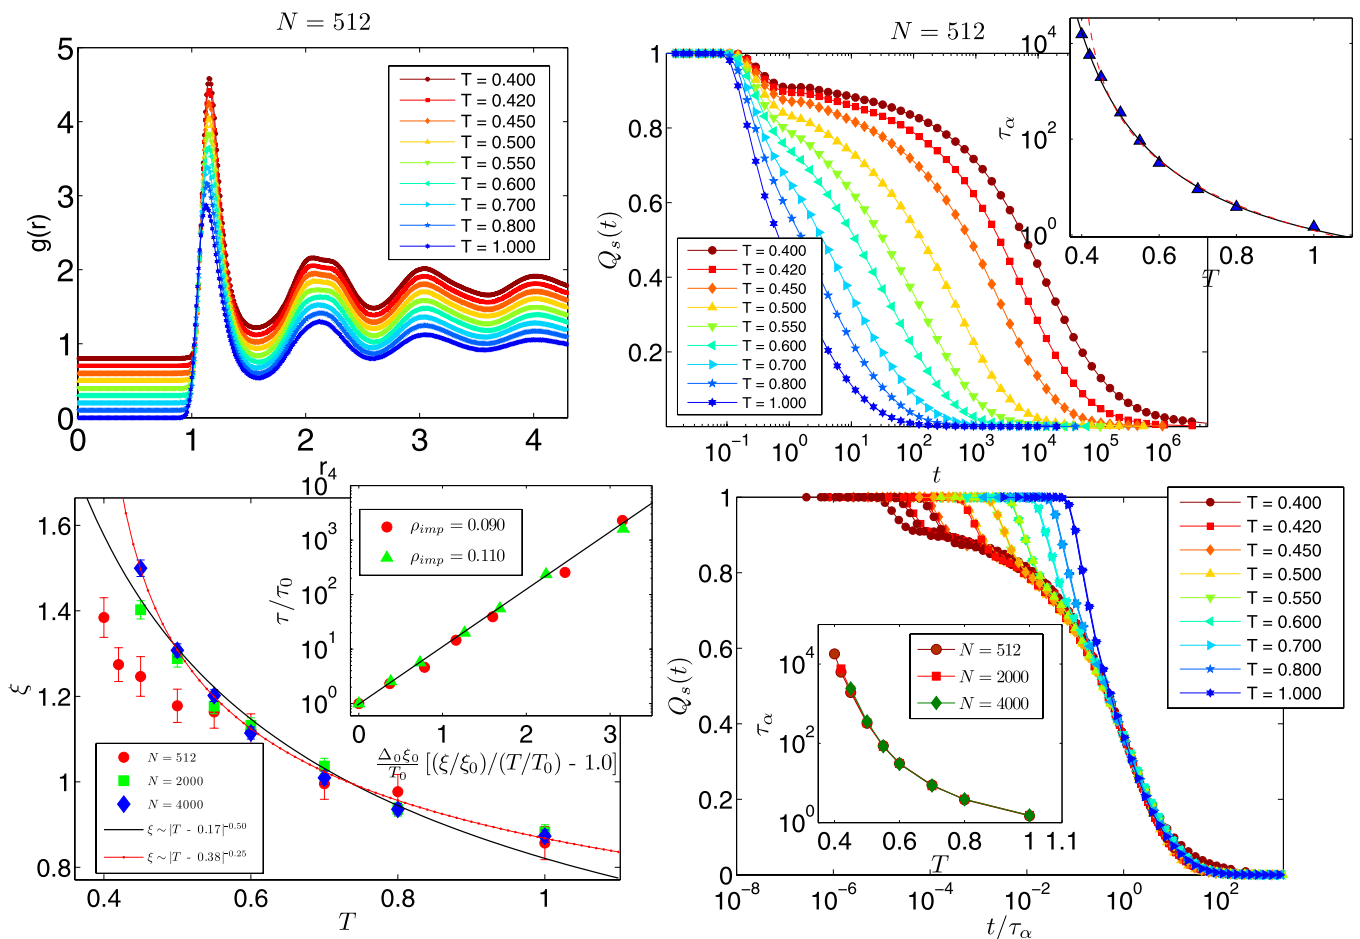 N = 512
5
4
3
2
1
0
g(r)
T = 0.400
T = 0.420
T = 0.450
T = 0.500
T = 0.550
T = 0.600
T = 0.700
T = 0.800
T = 1.000
0 1 2 3 4
r
N = 512
1
0.8
0.6
0.4
0.2
Q_s(t)
T = 0.400
T = 0.420
T = 0.450
T = 0.500
T = 0.550
T = 0.600
T = 0.700
T = 0.800
T = 1.000
10^−1 10^0 10^1 10^2 10^3 10^4 10^5 10^6
t
10^4
10^2
10^0
τ_α
0.4 0.6 0.8 1
T
1.6
1.4
1.2
1
0.8
ξ
N = 512
N = 2000
N = 4000
ξ ∼ |T - 0.17|^−0.50
ξ ∼ |T - 0.38|^−0.25
0.4 0.6 0.8 1
T
10^4
10^3
10^2
10^1
10^0
τ/τ_0
ρ_imp = 0.090
ρ_imp = 0.110
0 1 2 3
Δ_0 ξ_0 / T_0 [(ξ/ξ_0)/(T/T_0) - 1.0]
1
0.8
0.6
0.4
0.2
0
Q_s(t)
T = 0.400
T = 0.420
T = 0.450
T = 0.500
T = 0.550
T = 0.600
T = 0.700
T = 0.800
T = 1.000
10^−8 10^−6 10^−4 10^−2 10^0 10^2
t/τ_α
10^4
10^2
10^0
τ_α
N = 512
N = 2000
N = 4000
0.4 0.6 0.8 1 1.1
T